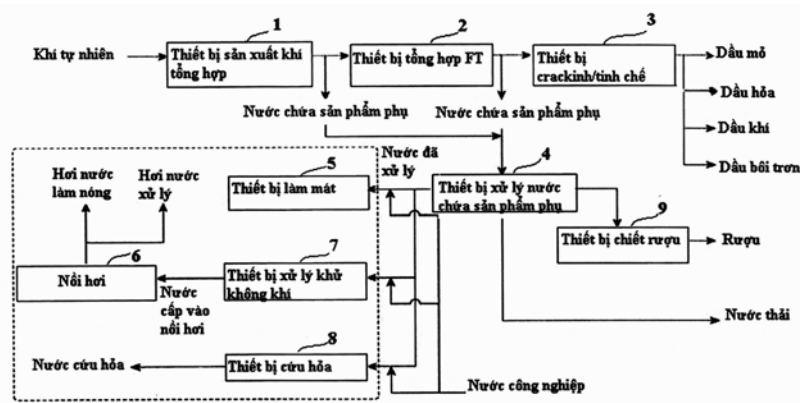 1
2
3
Khí tự nhiên
Thiết bị sản xuất khí
tổng hợp
Thiết bị tổng hợp FT
Thiết bị
crackinh/tinh chế
Dầu mỏ
Dầu hỏa
Dầu khí
Dầu bôi trơn
Nước chứa sản phẩm phụ
Nước chứa sản phẩm phụ
Nước đã
xử lý
4
Thiết bị xử lý nước
chứa sản phẩm phụ
5
Thiết bị làm mát
Hơi nước
làm nóng
Hơi nước
xử lý
9
Thiết bị chiết rượu
Rượu
6
Nồi hơi
7
Thiết bị xử lý khử
không khí
Nước
cấp vào
nồi hơi
Nước thải
8
Thiết bị cứu hỏa
Nước cứu hỏa
Nước công nghiệp